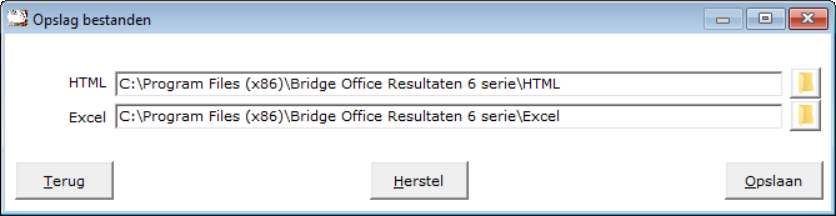 Opslag bestanden
HTML C:\Program Files (x86)\Bridge Office Resultaten 6 serie\HTML
Excel C:\Program Files (x86)\Bridge Office Resultaten 6 serie\Excel
Terug Herstel Opslaan